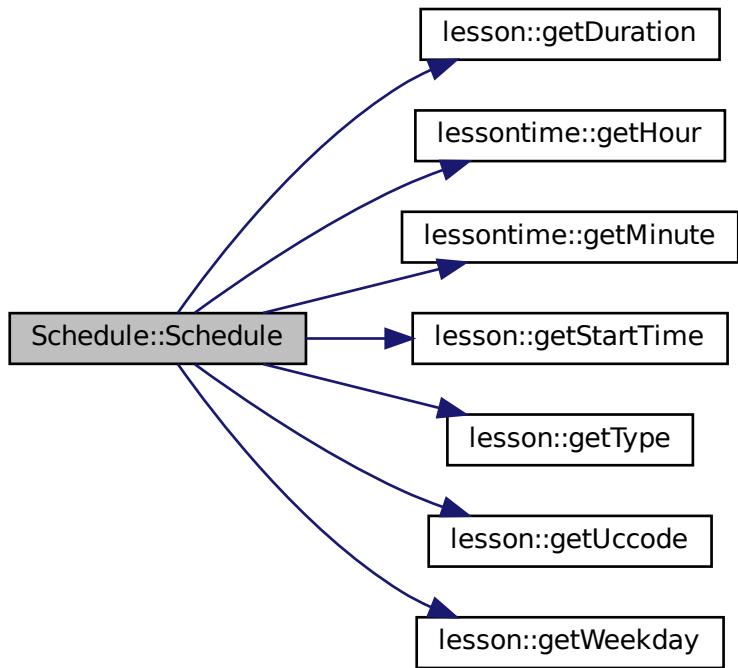 lesson::getDuration
lessontime::getHour
lessontime::getMinute
Schedule::Schedule
lesson::getStartTime
lesson::getType
lesson::getUccode
lesson::getWeekday